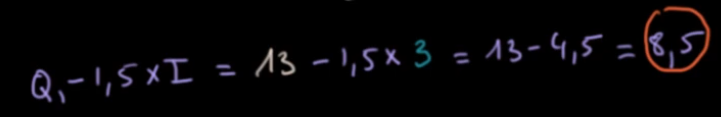 Q₁ - 1,5 × I = 13 - 1,5 × 3 = 13 - 4,5 = 8,5